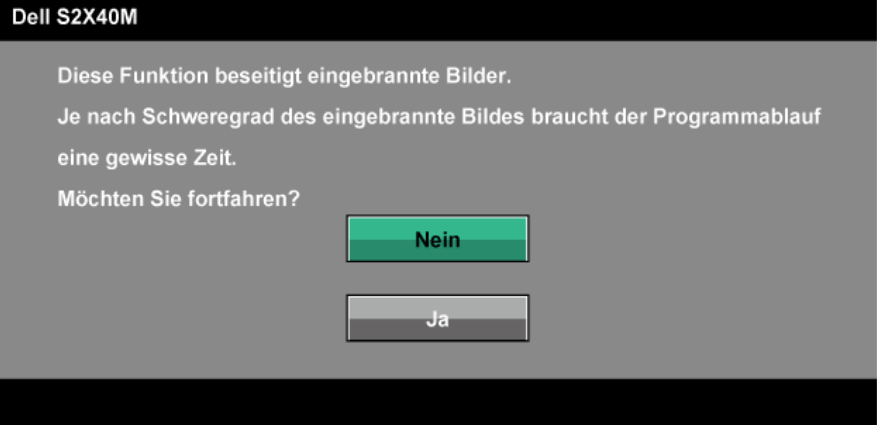 Dell S2X40M
Diese Funktion beseitigt eingebrannte Bilder.
Je nach Schweregrad des eingebrannte Bildes braucht der Programmablauf
eine gewisse Zeit.
Möchten Sie fortfahren?
Nein
Ja